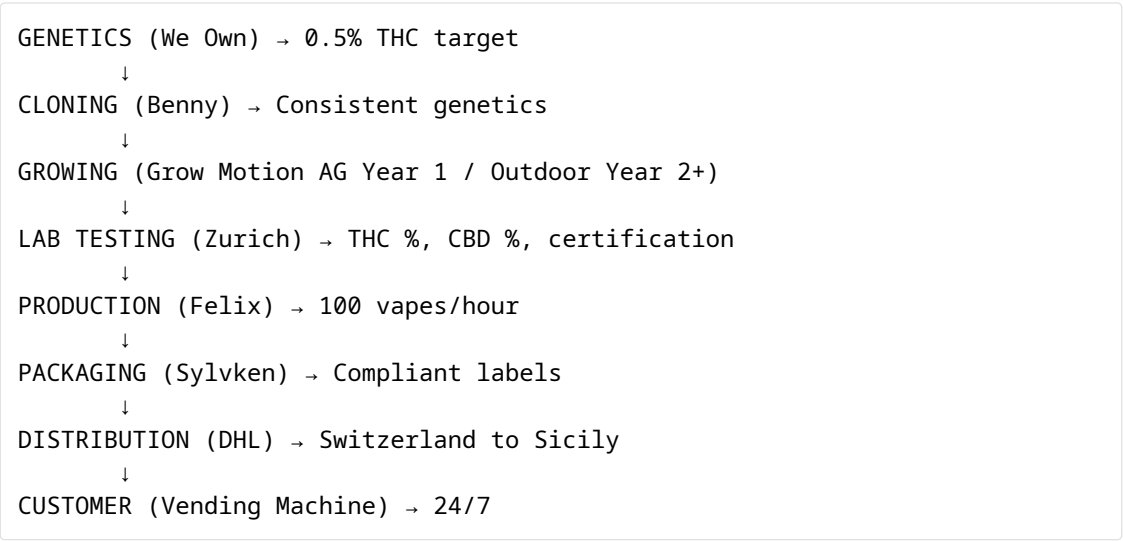 GENETICS (We Own) → 0.5% THC target
↓
CLONING (Benny) → Consistent genetics
↓
GROWING (Grow Motion AG Year 1 / Outdoor Year 2+)
↓
LAB TESTING (Zurich) → THC %, CBD %, certification
↓
PRODUCTION (Felix) → 100 vapes/hour
↓
PACKAGING (Sylvken) → Compliant labels
↓
DISTRIBUTION (DHL) → Switzerland to Sicily
↓
CUSTOMER (Vending Machine) → 24/7